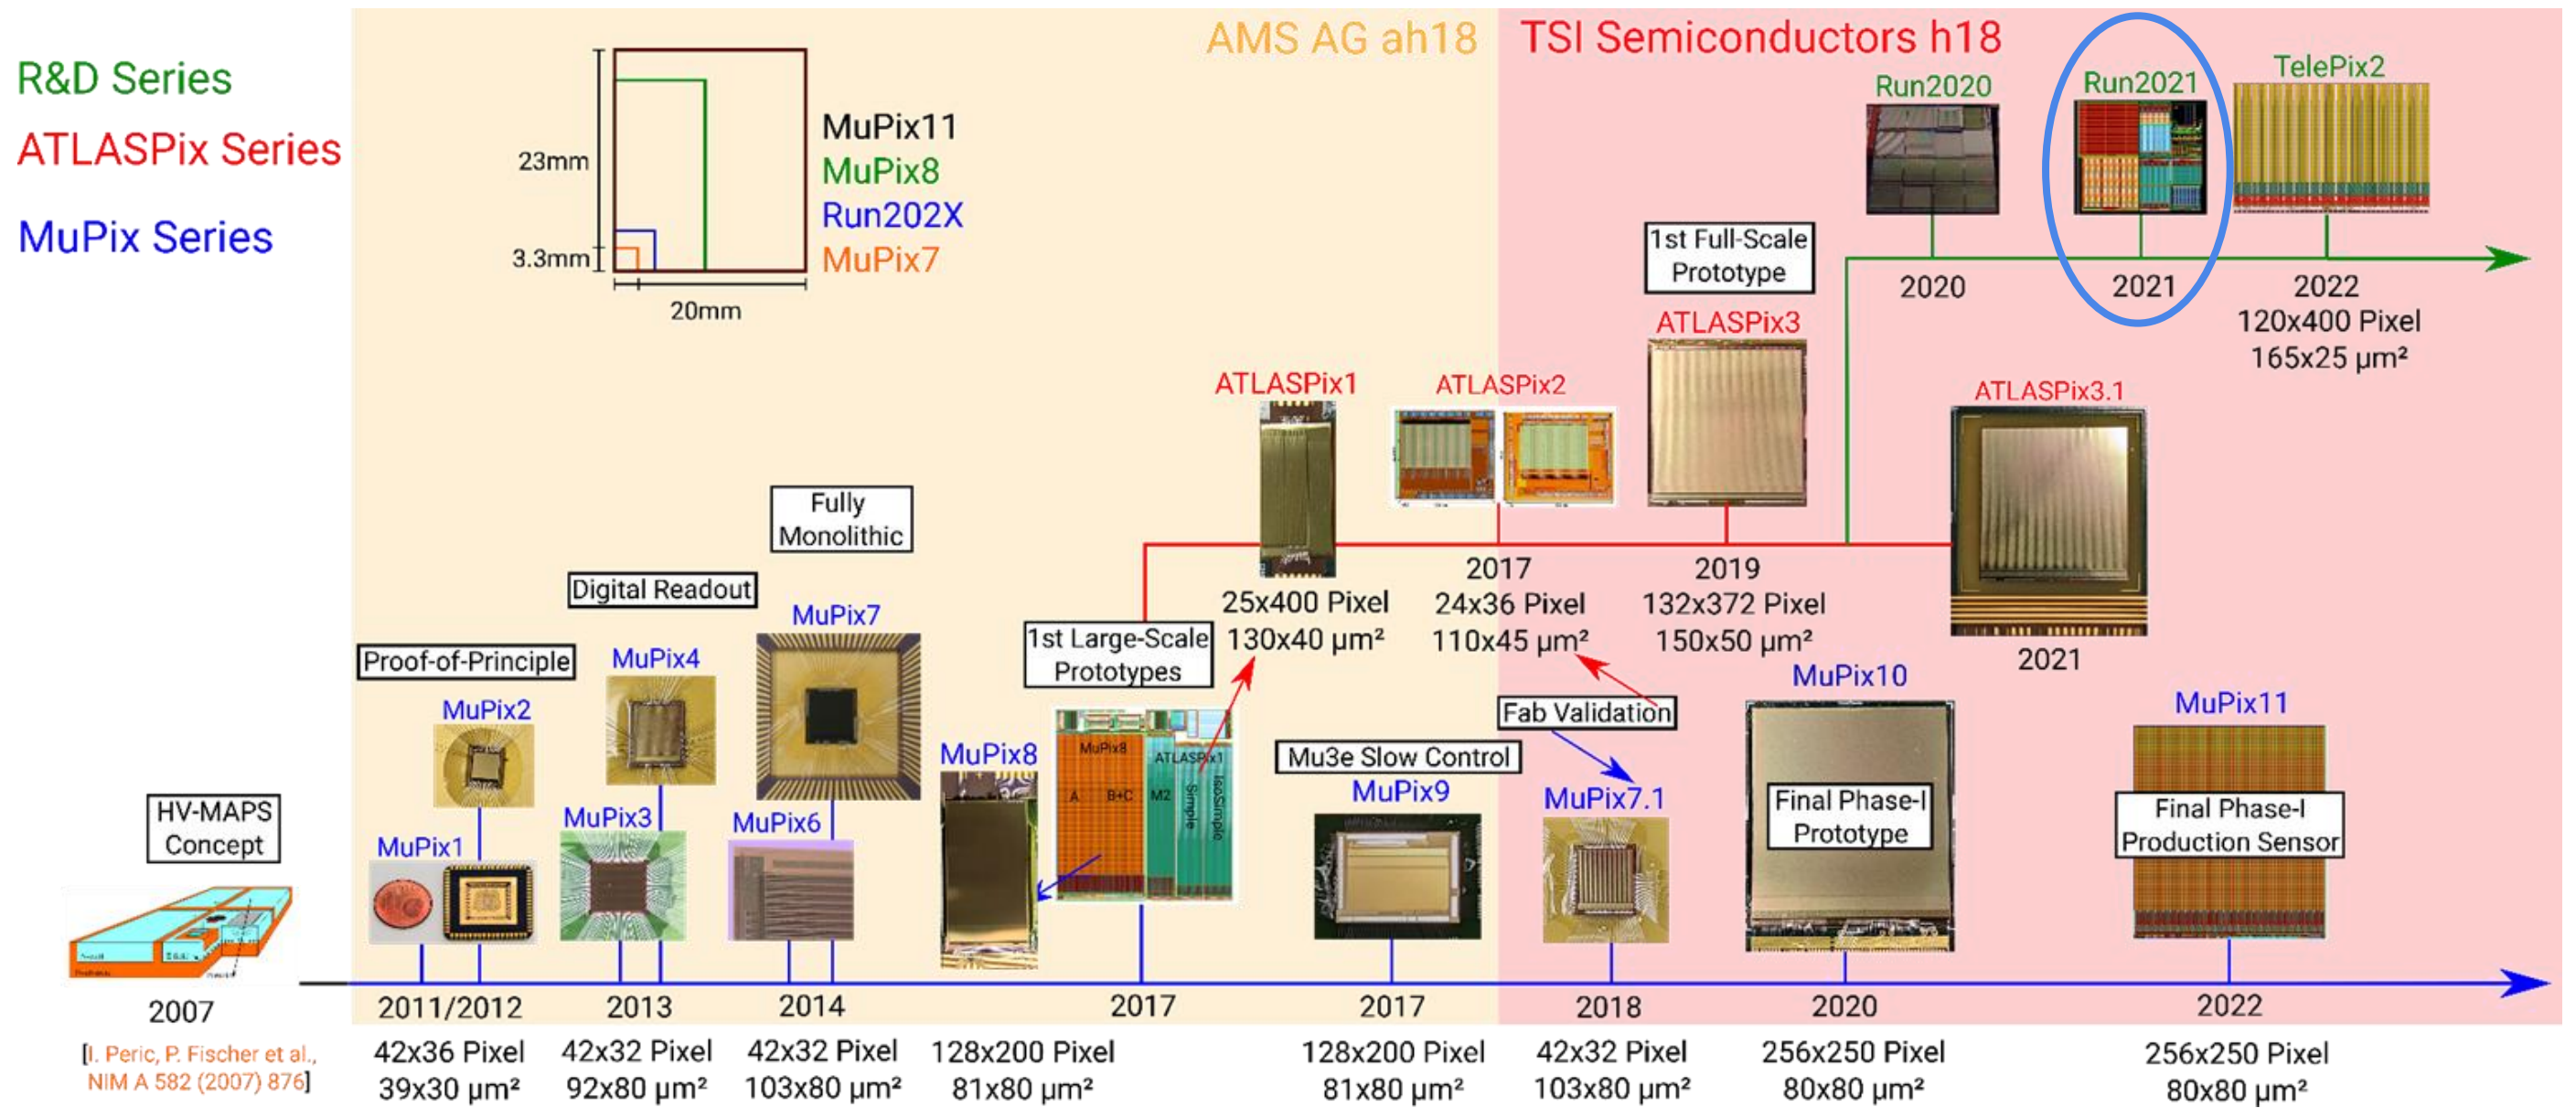 AMS AG ah18
TSI Semiconductors h18
R&D Series
ATLASPix Series
MuPix Series
23mm
3.3mm
20mm
MuPix11
MuPix8
Run202X
MuPix7
Run2020
Run2021
TelePix2
2020
2021
2022
120x400 Pixel
165x25 µm²
1st Full-Scale
Prototype
ATLASPix1
ATLASPix2
ATLASPix3
ATLASPix3.1
25x400 Pixel
130x40 µm²
2017
24x36 Pixel
110x45 µm²
2019
132x372 Pixel
150x50 µm²
2021
HV-MAPS
Concept
Proof-of-Principle
MuPix2
MuPix1
Digital Readout
MuPix4
MuPix3
Fully
Monolithic
MuPix7
MuPix6
1st Large-Scale
Prototypes
MuPix8
MuPix8
A
B+C
ATLASPix1
M2
Simple
IsoSimple
Mu3e Slow Control
MuPix9
Fab Validation
MuPix7.1
MuPix10
Final Phase-I
Prototype
MuPix11
Final Phase-I
Production Sensor
2007
2011/2012
2013
2014
2017
2017
2018
2020
2022
[I. Peric, P. Fischer et al.,
NIM A 582 (2007) 876]
42x36 Pixel
39x30 µm²
42x32 Pixel
92x80 µm²
42x32 Pixel
103x80 µm²
128x200 Pixel
81x80 µm²
128x200 Pixel
81x80 µm²
42x32 Pixel
103x80 µm²
256x250 Pixel
80x80 µm²
256x250 Pixel
80x80 µm²